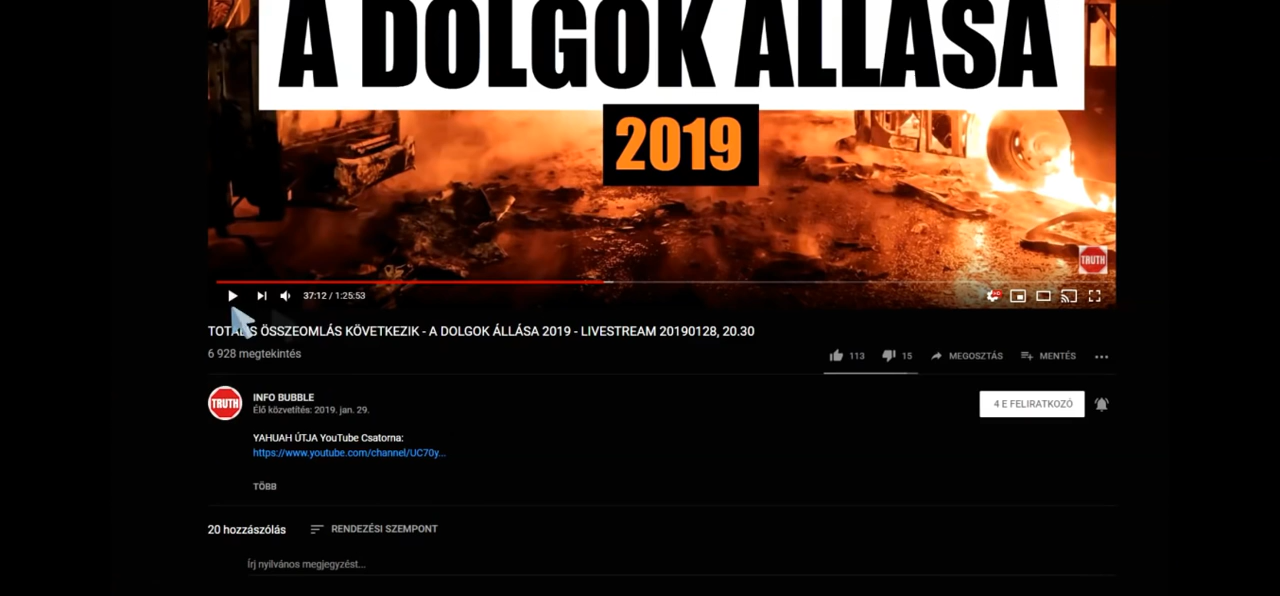 A DOLGOK ÁLLÁSA
2019
TRUTH
37:12 / 1:25:53
HD
TOTÁLIS ÖSSZEOMLÁS KÖVETKEZIK - A DOLGOK ÁLLÁSA 2019 - LIVESTREAM 20190128, 20.30
6 928 megtekintés
113
15
MEGOSZTÁS
MENTÉS
TRUTH
INFO BUBBLE
Élő közvetítés: 2019. jan. 29.
4 E FELIRATKOZÓ
YAHUAH ÚTJA YouTube Csatorna:
https://www.youtube.com/channel/UC70y...
TÖBB
20 hozzászólás
RENDEZÉSI SZEMPONT
Írj nyilvános megjegyzést...